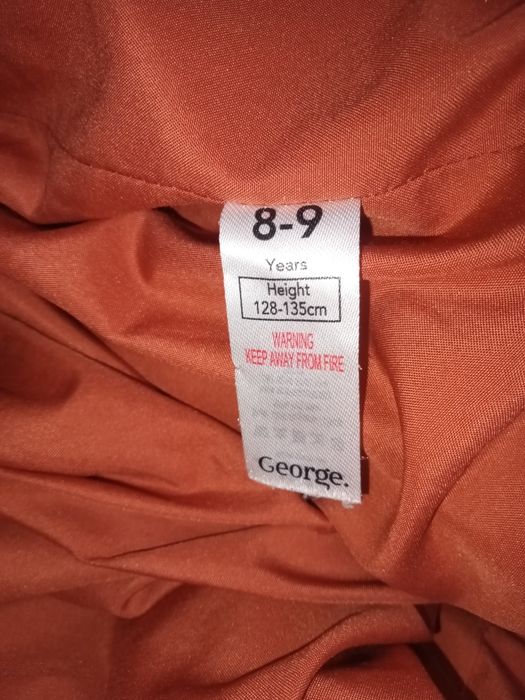 8-9
Years
Height
128-135cm
WARNING
KEEP AWAY FROM FIRE
George.